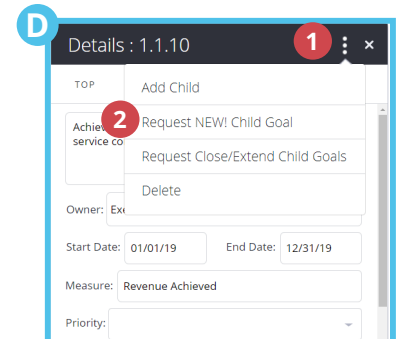 D
Details : 1.1.10
1
TOP
Add Child
2
Request NEW! Child Goal
service co
Request Close/Extend Child Goals
Delete
Owner:
Start Date: 01/01/19 End Date: 12/31/19
Measure: Revenue Achieved
Priority: